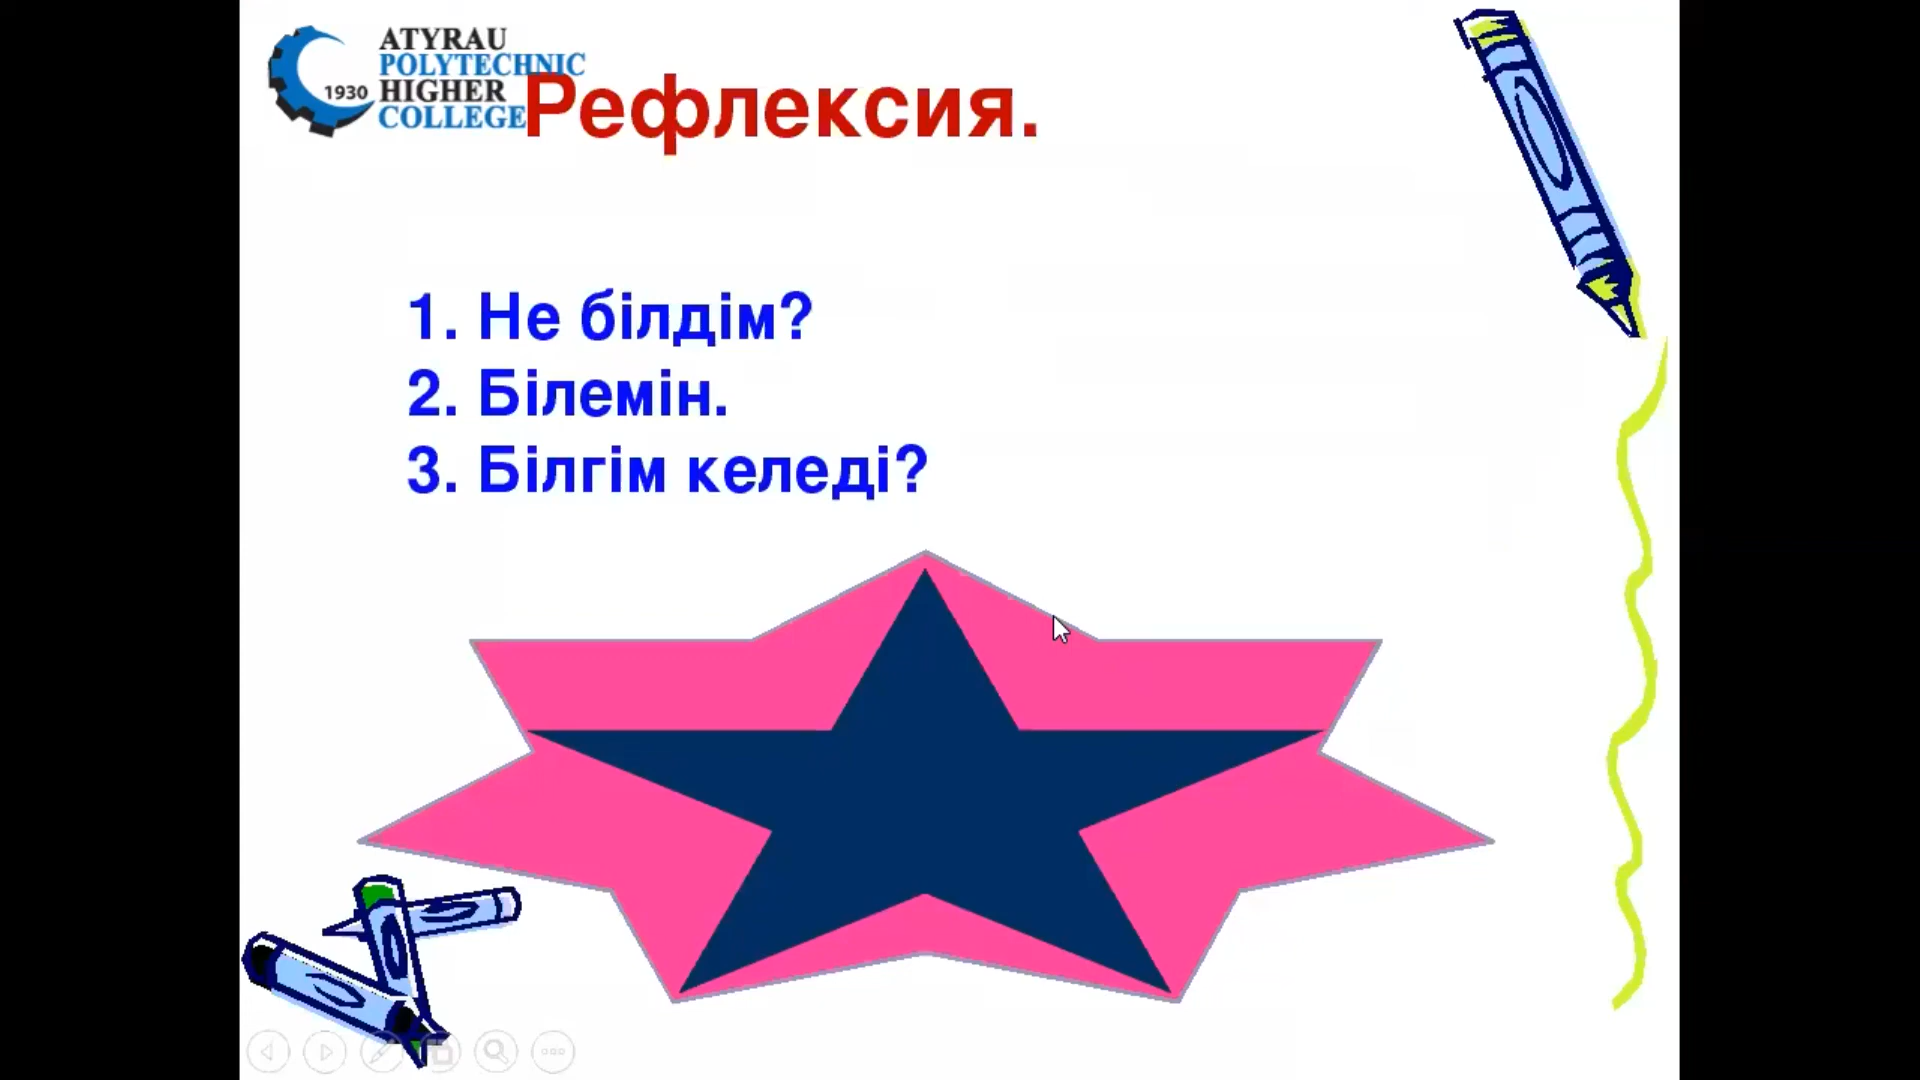 ATYRAU
POLYTECHNIC
1930 HIGHER
COLLEGE
Рефлексия.
1. Не білдім?
2. Білемін.
3. Білгім келеді?